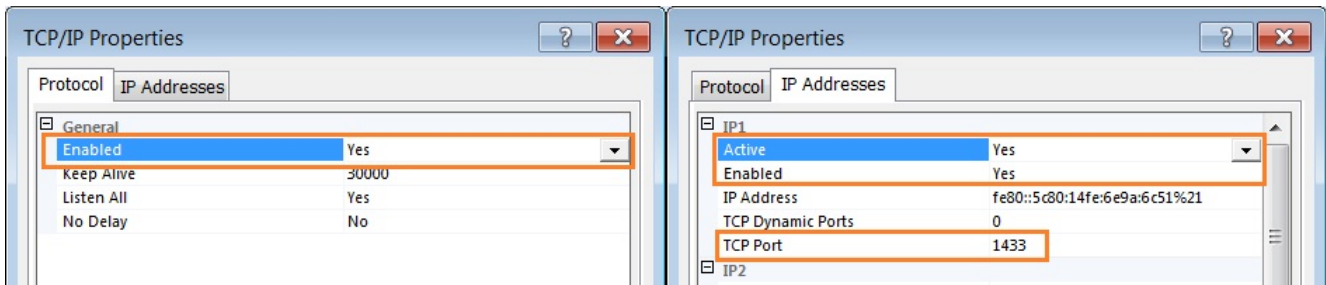 TCP/IP Properties
Protocol IP Addresses
General
Enabled Yes
Keep Alive 30000
Listen All Yes
No Delay No
TCP/IP Properties
Protocol IP Addresses
IP1
Active Yes
Enabled Yes
IP Address fe80::5c80:14fe:6e9a:6c51%21
TCP Dynamic Ports 0
TCP Port 1433
IP2